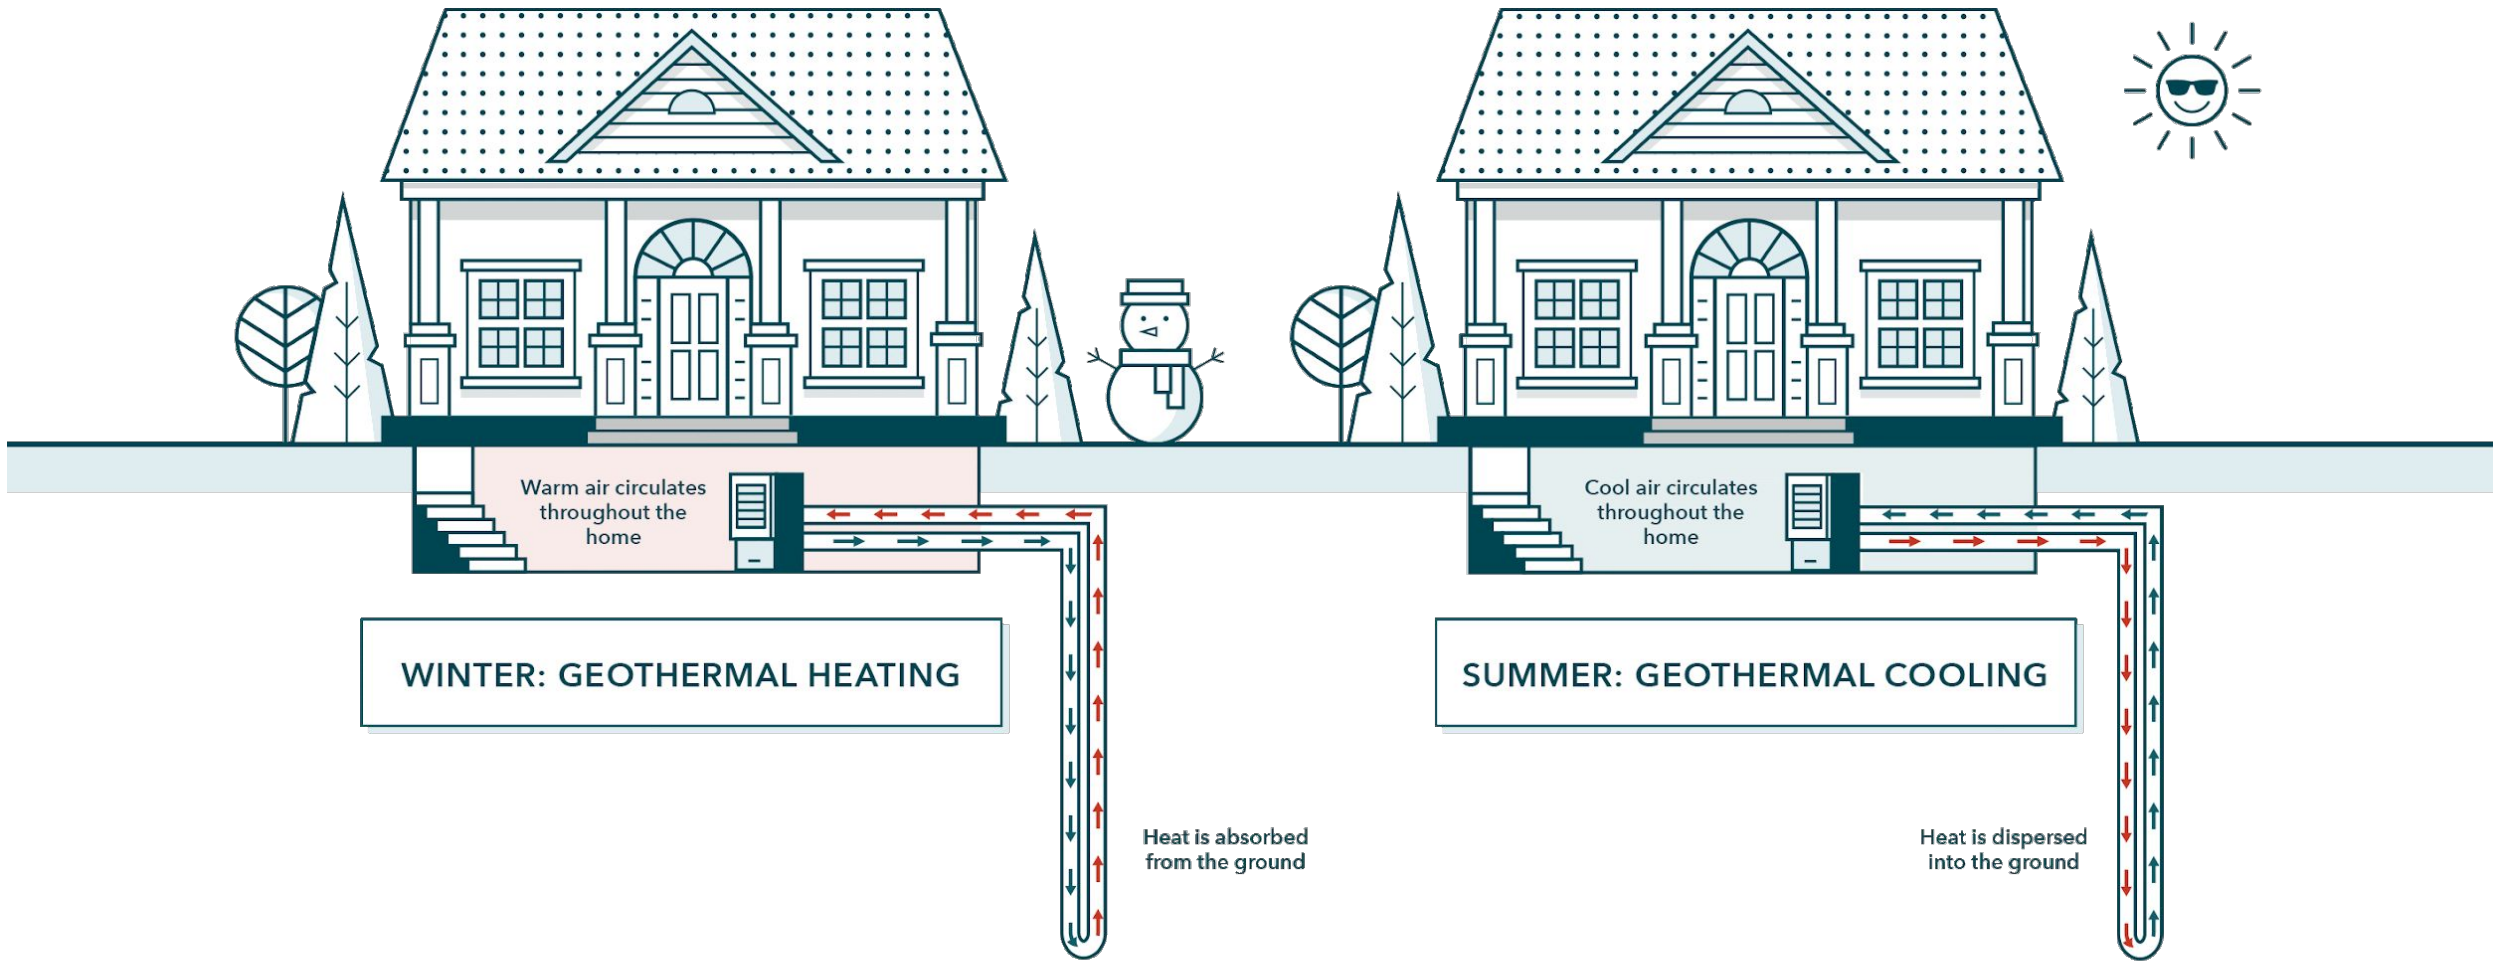 Warm air circulates
throughout the
home
WINTER: GEOTHERMAL HEATING
Heat is absorbed
from the ground
Cool air circulates
throughout the
home
SUMMER: GEOTHERMAL COOLING
Heat is dispersed
into the ground